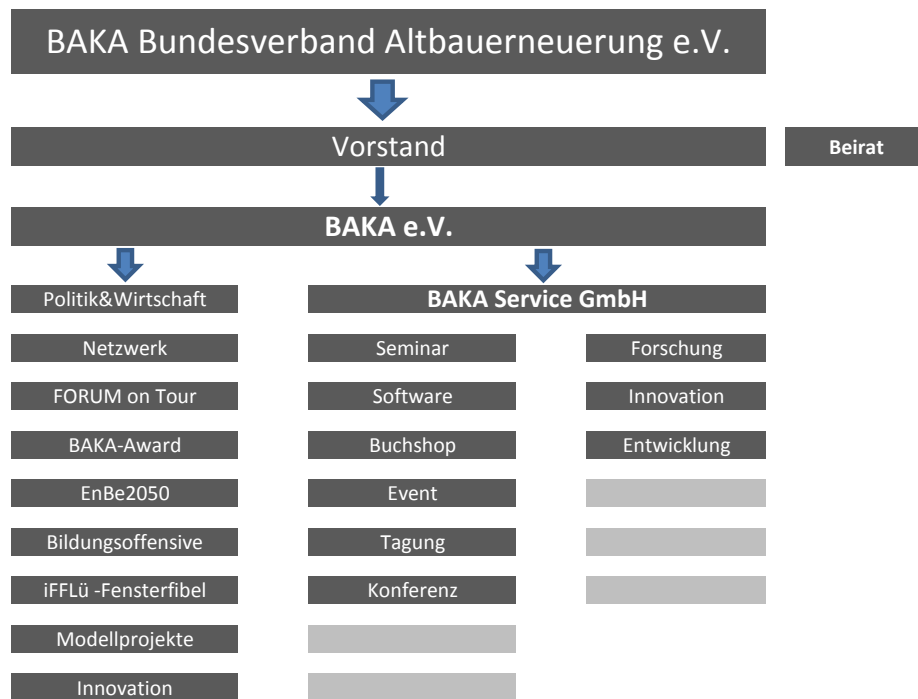 BAKA Bundesverband Altbauerneuerung e.V.
Vorstand
Beirat
BAKA e.V.
Politik&Wirtschaft
BAKA Service GmbH
Netzwerk
Seminar
Forschung
FORUM on Tour
Software
Innovation
BAKA-Award
Buchshop
Entwicklung
EnBe2050
Event
Bildungsoffensive
Tagung
iFFLü -Fensterfibel
Konferenz
Modellprojekte
Innovation